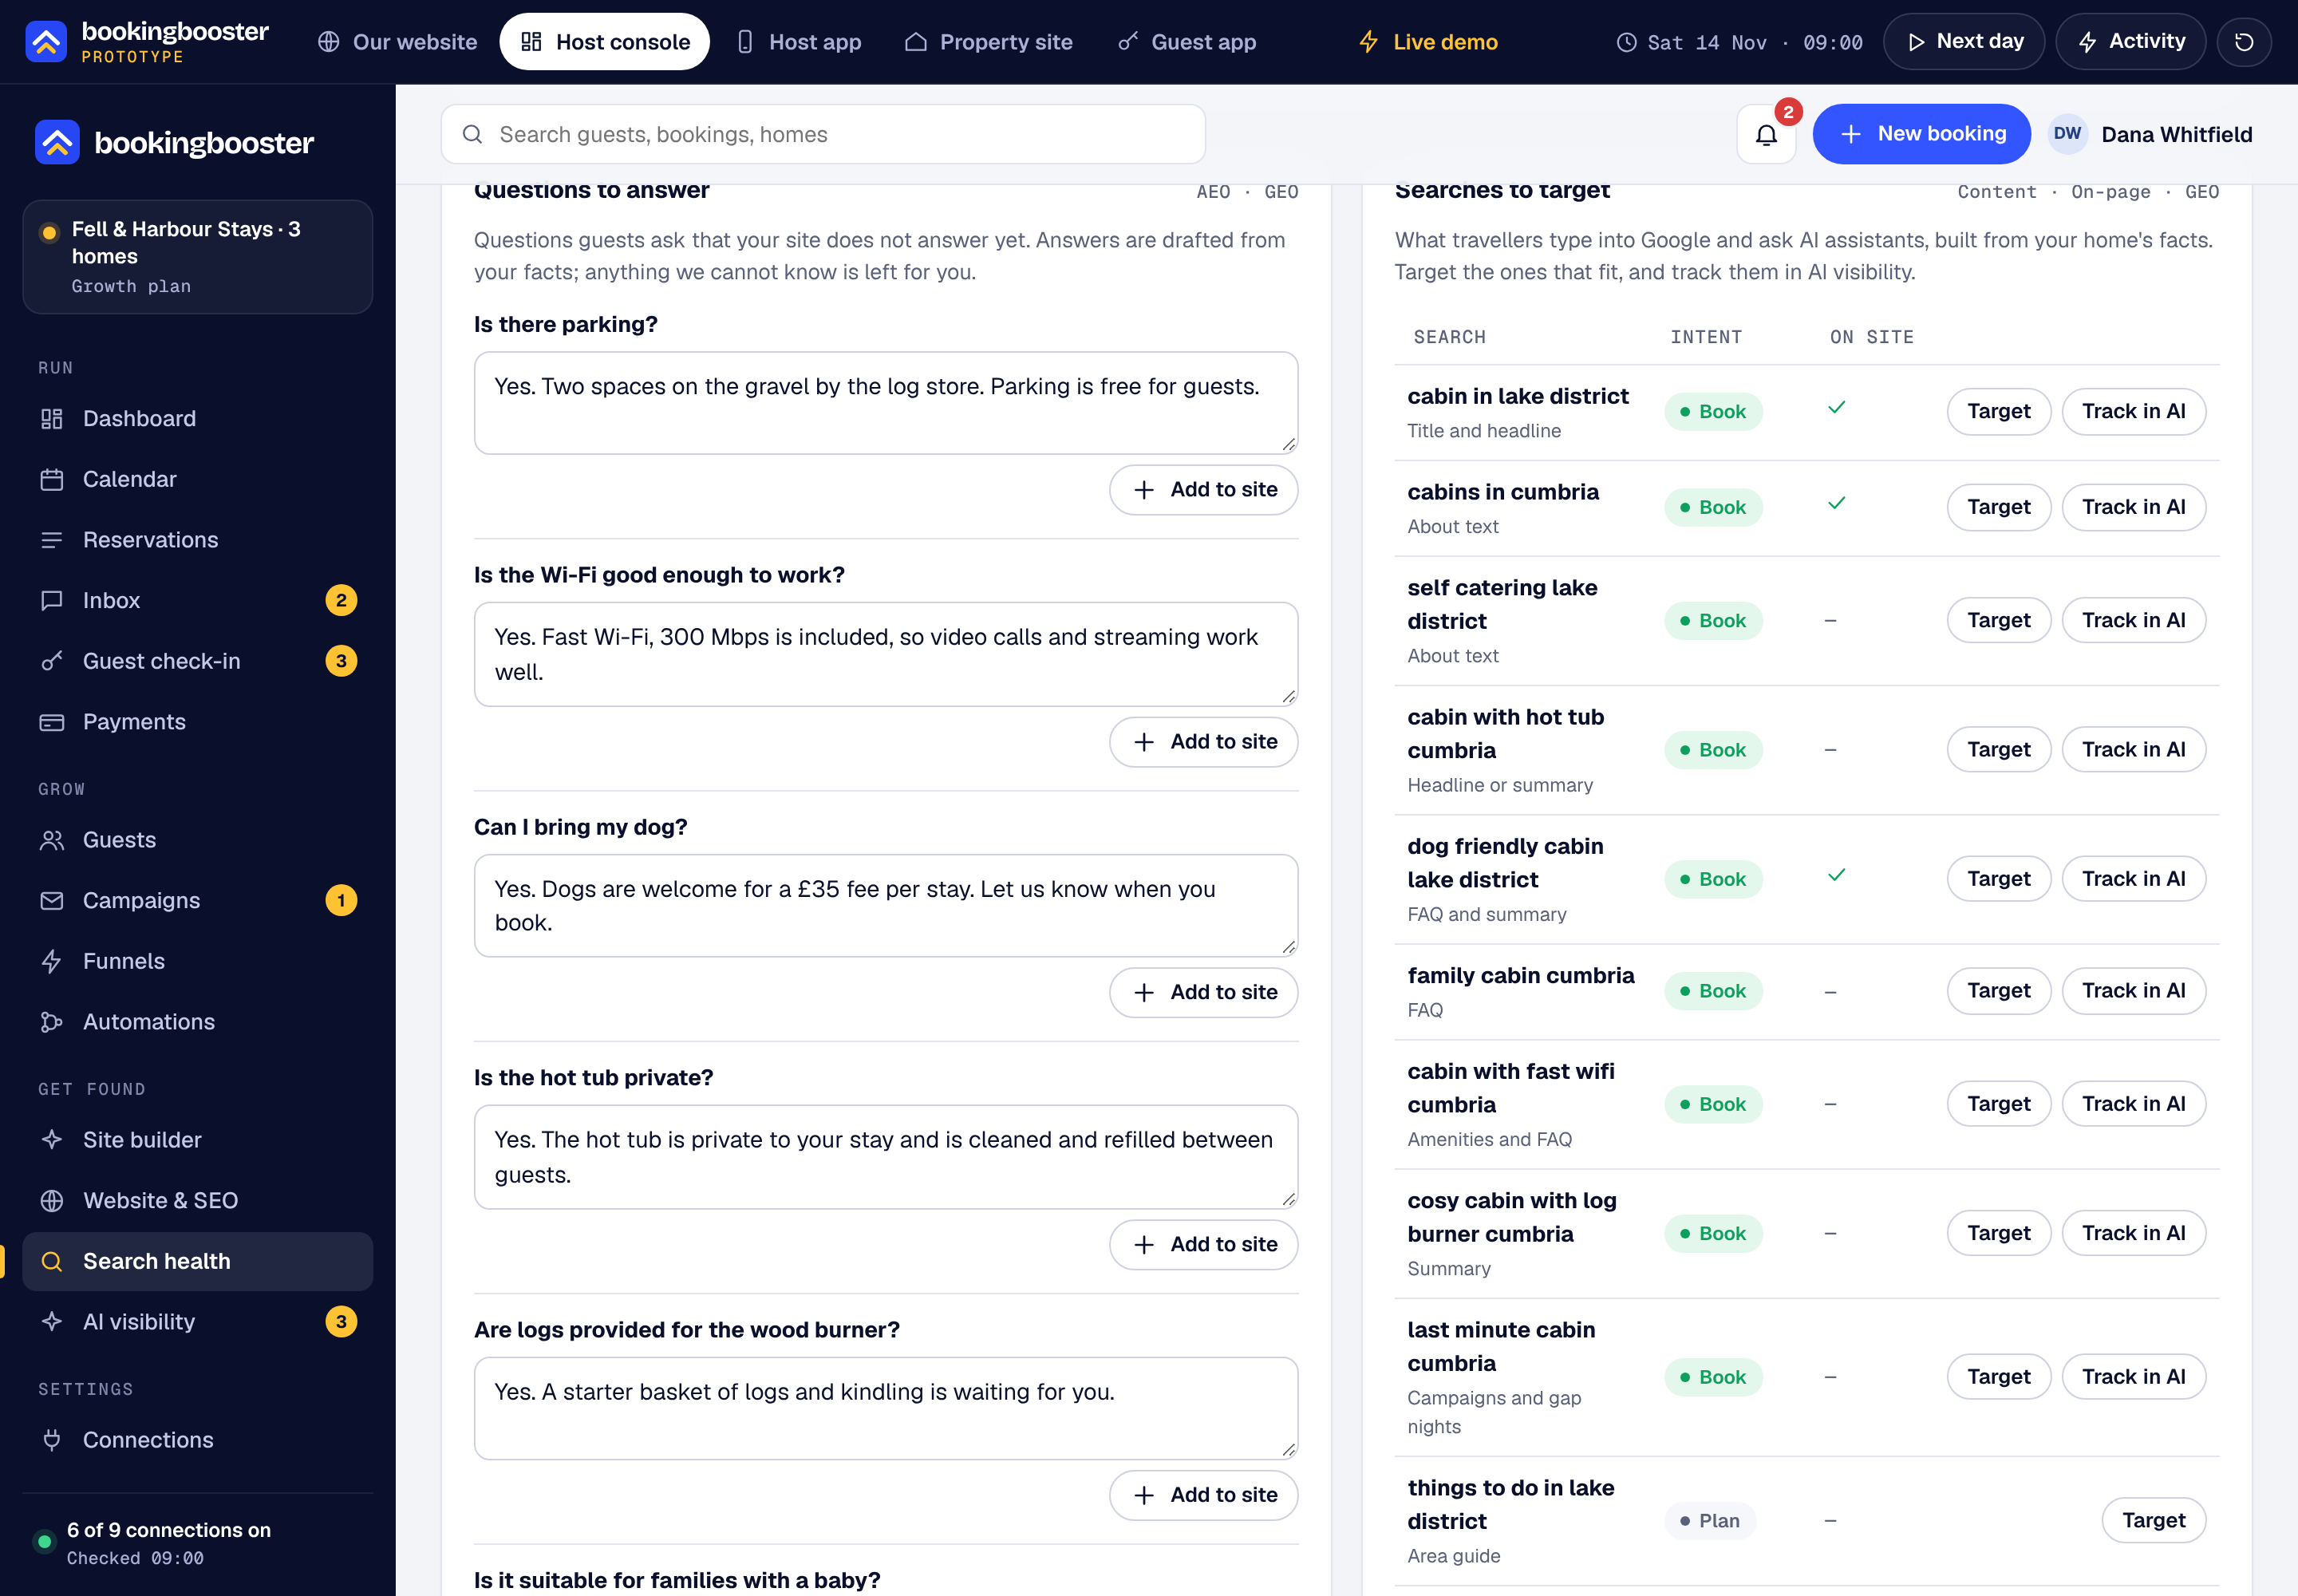 bookingbooster
PROTOTYPE
Our website
Host console
Host app
Property site
Guest app
Live demo
Sat 14 Nov · 09:00
Next day
Activity
bookingbooster
Fell & Harbour Stays · 3
homes
Growth plan
RUN
Dashboard
Calendar
Reservations
Inbox 2
Guest check-in 3
Payments
GROW
Guests
Campaigns 1
Funnels
Automations
GET FOUND
Site builder
Website & SEO
Search health
AI visibility 3
SETTINGS
Connections
6 of 9 connections on
Checked 09:00
Search guests, bookings, homes
2
New booking
DW Dana Whitfield
Questions to answer
AEO · GEO
Questions guests ask that your site does not answer yet. Answers are drafted from
your facts; anything we cannot know is left for you.
Is there parking?
Yes. Two spaces on the gravel by the log store. Parking is free for guests.
Add to site
Is the Wi-Fi good enough to work?
Yes. Fast Wi-Fi, 300 Mbps is included, so video calls and streaming work
well.
Add to site
Can I bring my dog?
Yes. Dogs are welcome for a £35 fee per stay. Let us know when you
book.
Add to site
Is the hot tub private?
Yes. The hot tub is private to your stay and is cleaned and refilled between
guests.
Add to site
Are logs provided for the wood burner?
Yes. A starter basket of logs and kindling is waiting for you.
Add to site
Is it suitable for families with a baby?
Searches to target
Content · On-page · GEO
What travellers type into Google and ask AI assistants, built from your home's facts.
Target the ones that fit, and track them in AI visibility.
SEARCH INTENT ON SITE
cabin in lake district
Title and headline
Book
Target Track in AI
cabins in cumbria
About text
Book
Target Track in AI
self catering lake
district
About text
Book
–
Target Track in AI
cabin with hot tub
cumbria
Headline or summary
Book
–
Target Track in AI
dog friendly cabin
lake district
FAQ and summary
Book
Target Track in AI
family cabin cumbria
FAQ
Book
–
Target Track in AI
cabin with fast wifi
cumbria
Amenities and FAQ
Book
–
Target Track in AI
cosy cabin with log
burner cumbria
Summary
Book
–
Target Track in AI
last minute cabin
cumbria
Campaigns and gap
nights
Book
–
Target Track in AI
things to do in lake
district
Area guide
Plan
–
Target